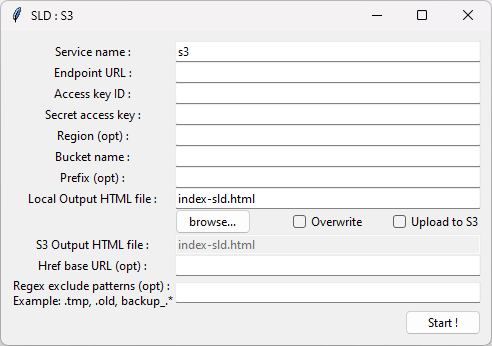 SLD : S3
Service name :
s3
Endpoint URL :
Access key ID :
Secret access key :
Region (opt) :
Bucket name :
Prefix (opt) :
Local Output HTML file :
index-sld.html
browse...
Overwrite
Upload to S3
S3 Output HTML file :
index-sld.html
Href base URL (opt) :
Regex exclude patterns (opt) :
Example: .tmp, .old, backup_.*
Start !